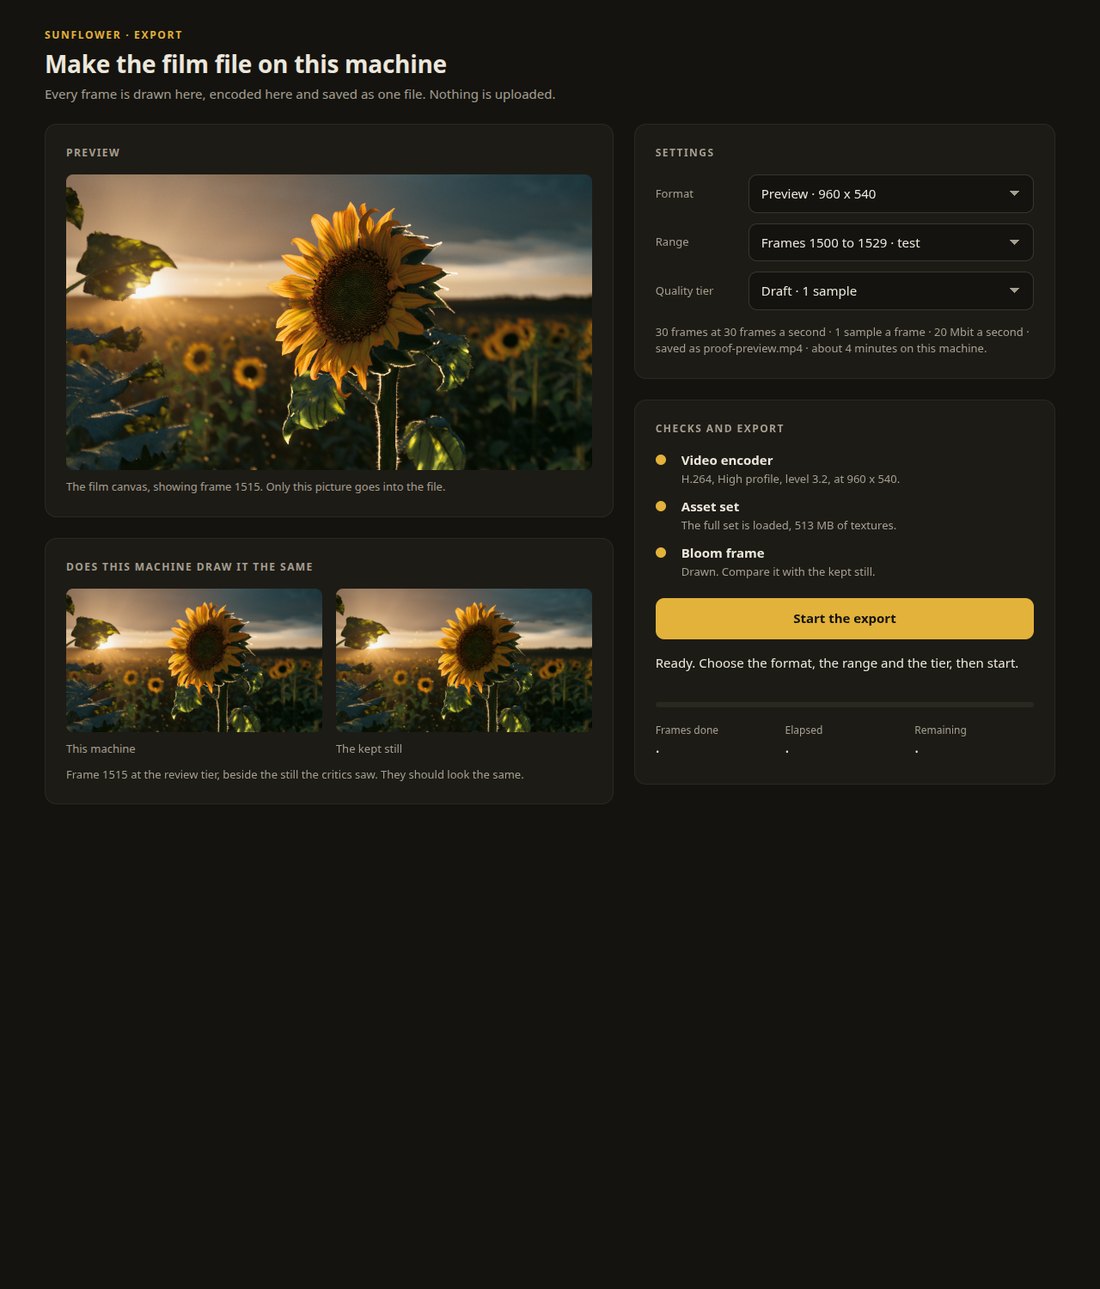 SUNFLOWER · EXPORT
Make the film file on this machine
Every frame is drawn here, encoded here and saved as one file. Nothing is uploaded.
PREVIEW
The film canvas, showing frame 1515. Only this picture goes into the file.
DOES THIS MACHINE DRAW IT THE SAME
This machine
The kept still
Frame 1515 at the review tier, beside the still the critics saw. They should look the same.
SETTINGS
Format
Preview · 960 x 540
Range
Frames 1500 to 1529 · test
Quality tier
Draft · 1 sample
30 frames at 30 frames a second · 1 sample a frame · 20 Mbit a second ·
saved as proof-preview.mp4 · about 4 minutes on this machine.
CHECKS AND EXPORT
Video encoder
H.264, High profile, level 3.2, at 960 x 540.
Asset set
The full set is loaded, 513 MB of textures.
Bloom frame
Drawn. Compare it with the kept still.
Start the export
Ready. Choose the format, the range and the tier, then start.
Frames done
Elapsed
Remaining
·
·
·